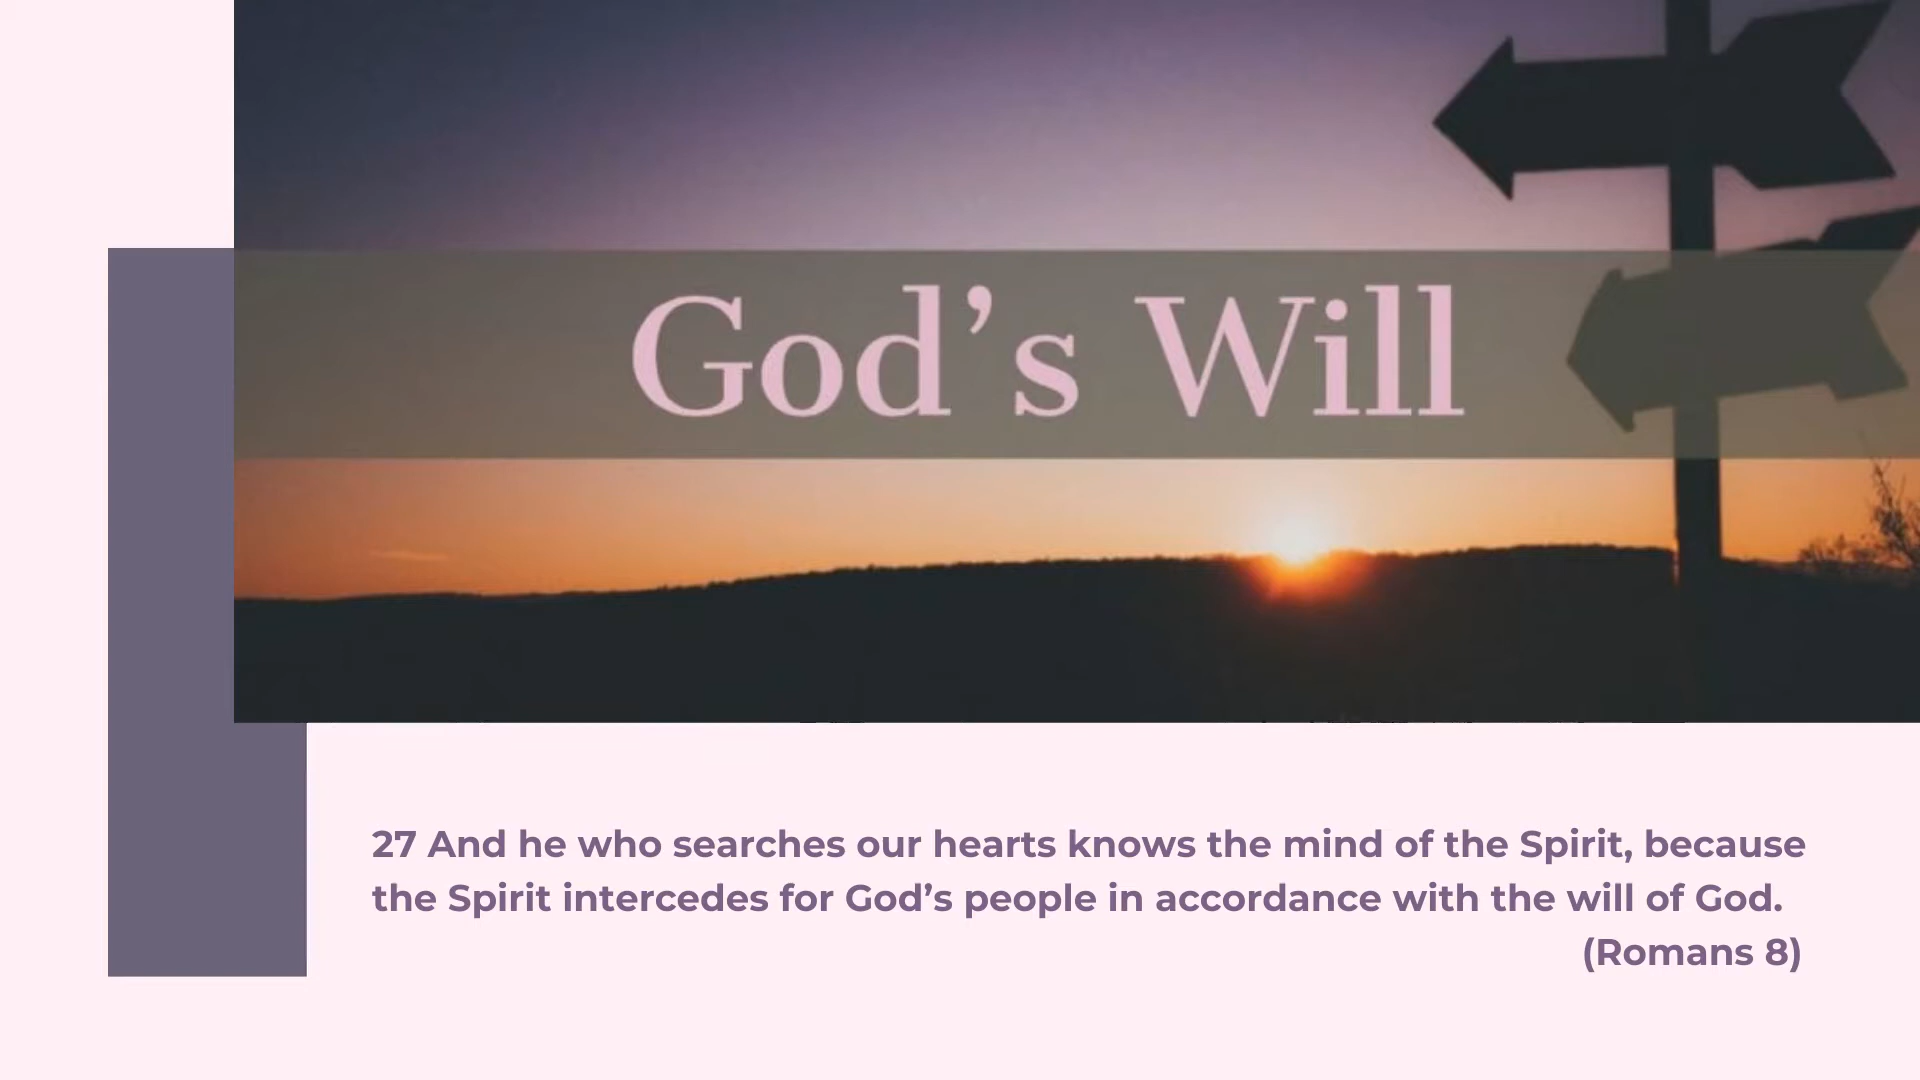 God’s Will
27 And he who searches our hearts knows the mind of the Spirit, because
the Spirit intercedes for God’s people in accordance with the will of God.
(Romans 8)